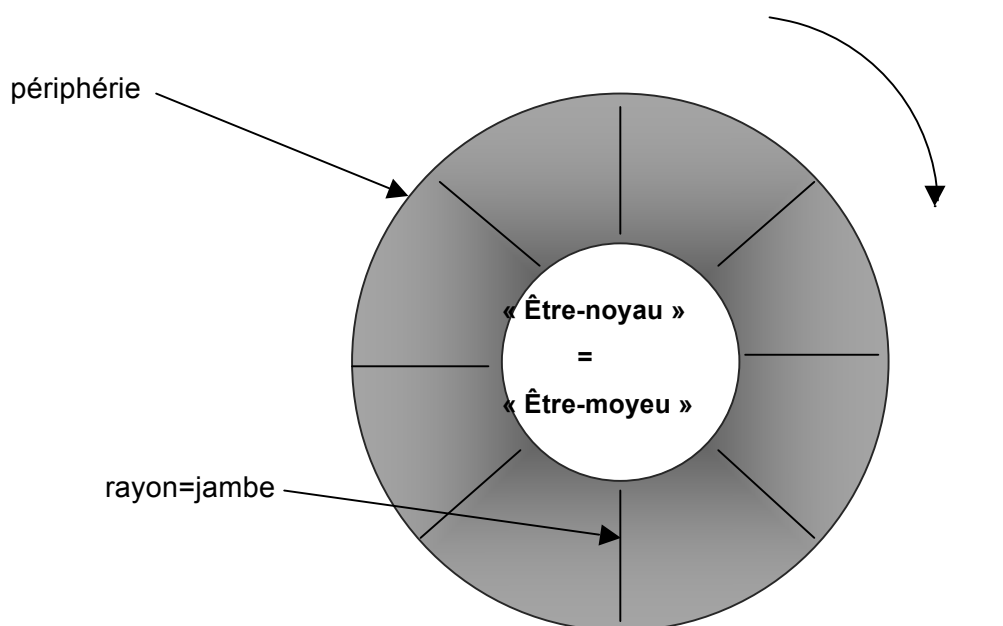 périphérie
« Être-noyau »
=
« Être-moyeu »
rayon=jambe